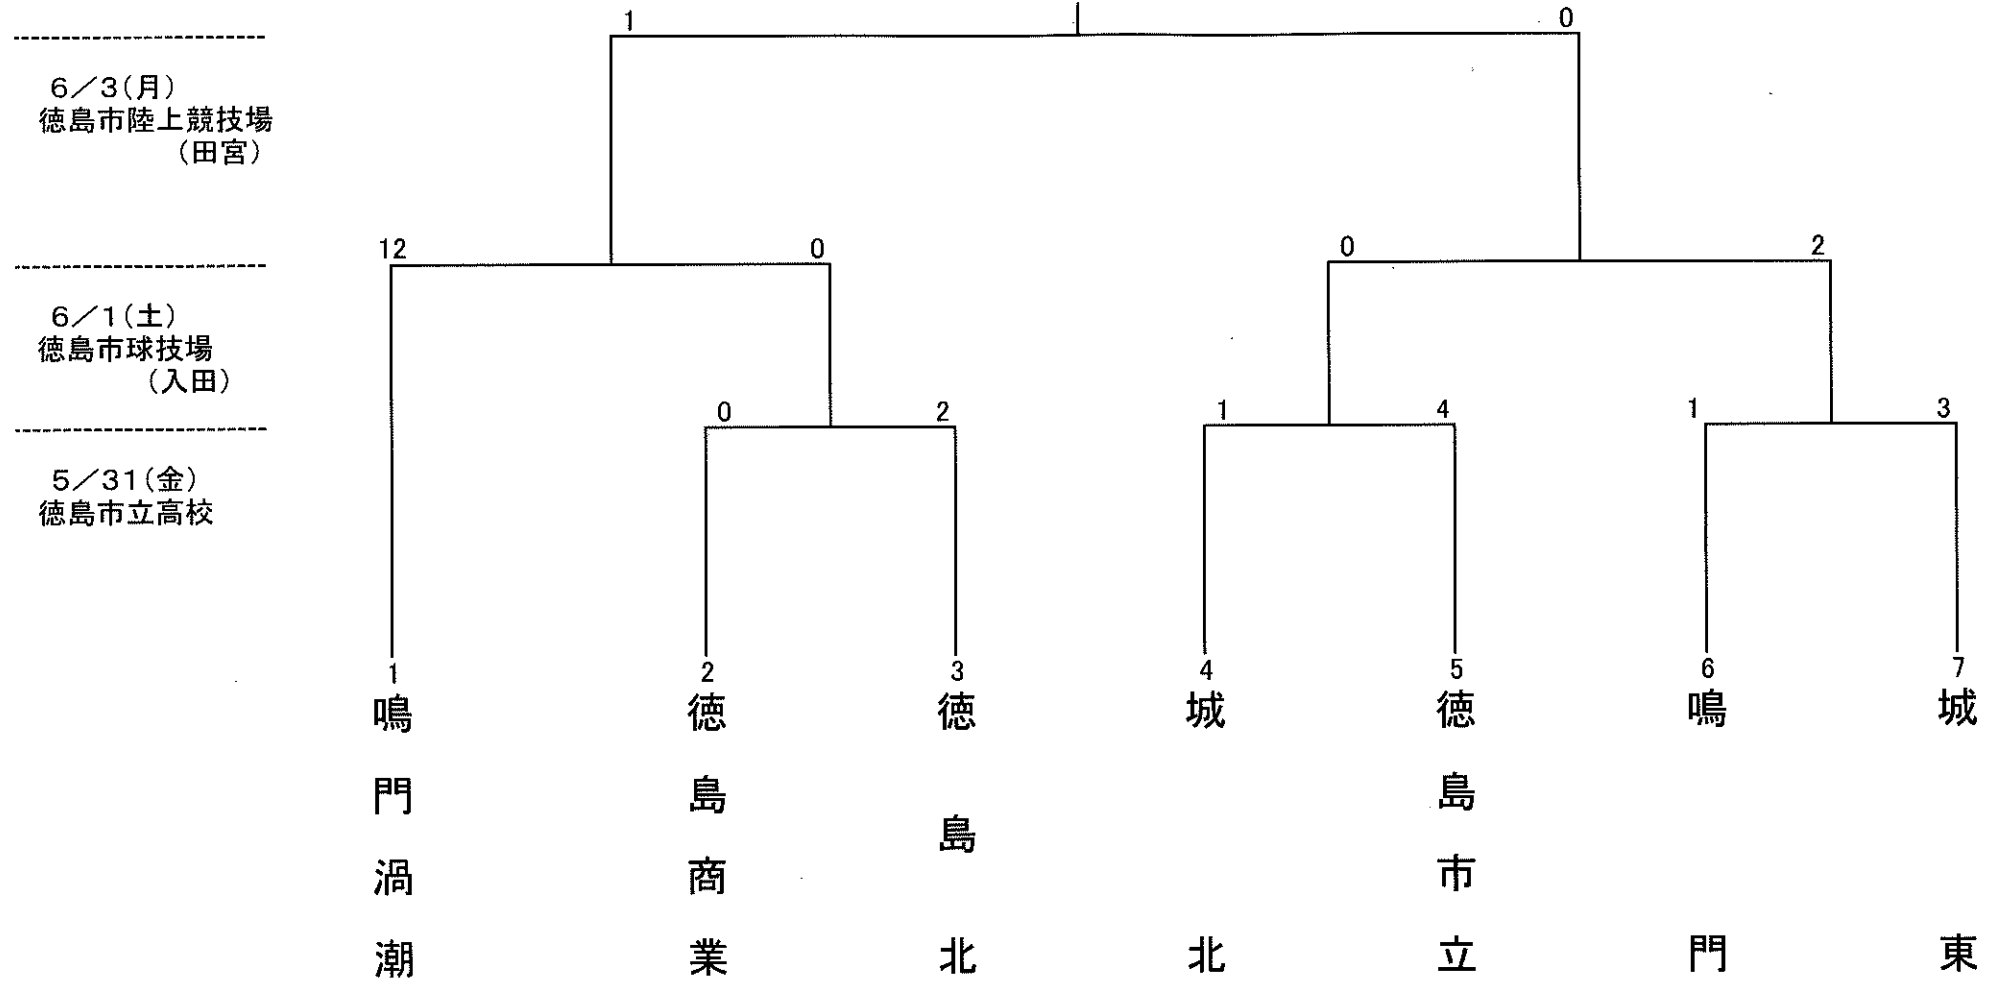 1
0
6／3(月)
徳島市陸上競技場
(田宮)
12
0
0
2
6／1(土)
徳島市球技場
(入田)
0
2
1
4
1
3
5／31(金)
徳島市立高校
1
鳴門渦潮
2
徳島商業
3
徳島北
4
城北
5
徳島市立
6
鳴門
7
城東